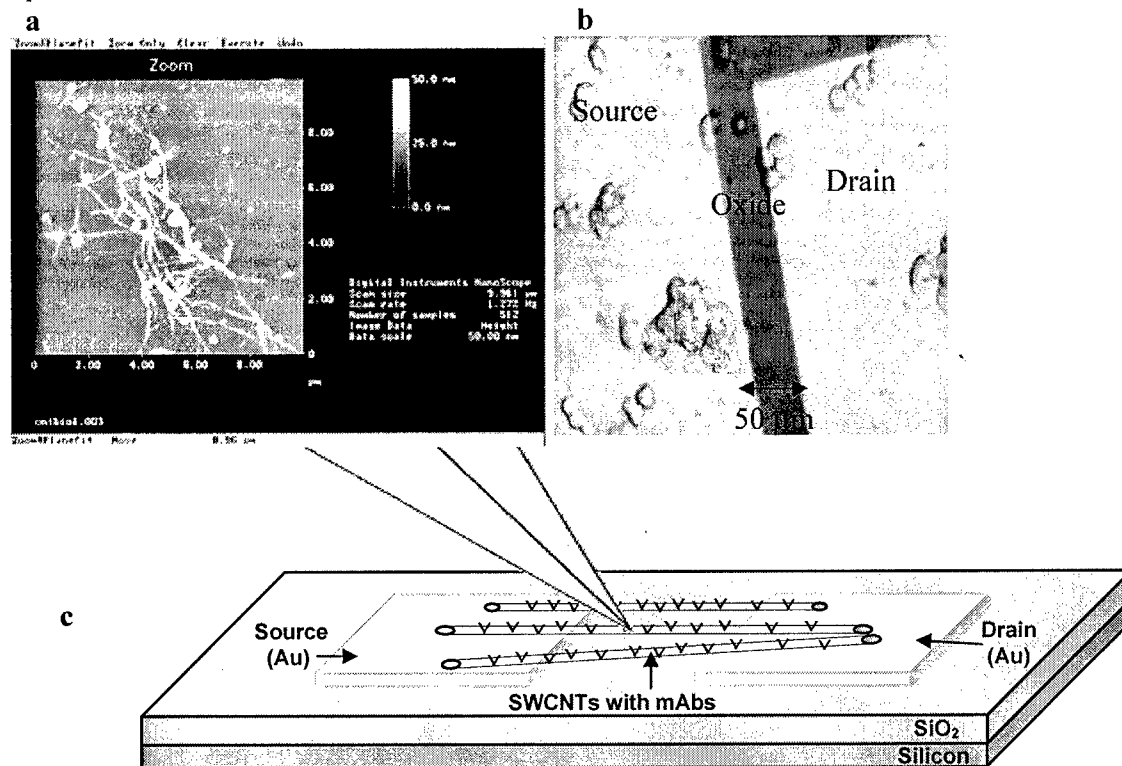 a
b
Zoom
50.0 nm
25.0 nm
0.0 nm
8.00
6.00
4.00
2.00
0
0
2.00
4.00
6.00
8.00
µm
Digital Instruments NanoScope
Scan size
Scan rate
Number of samples 512
Image Data Height
Data scale 50.00 nm
Source
Oxide
Drain
50 µm
c
Source
(Au)
Drain
(Au)
SWCNTs with mAbs
SiO₂
Silicon